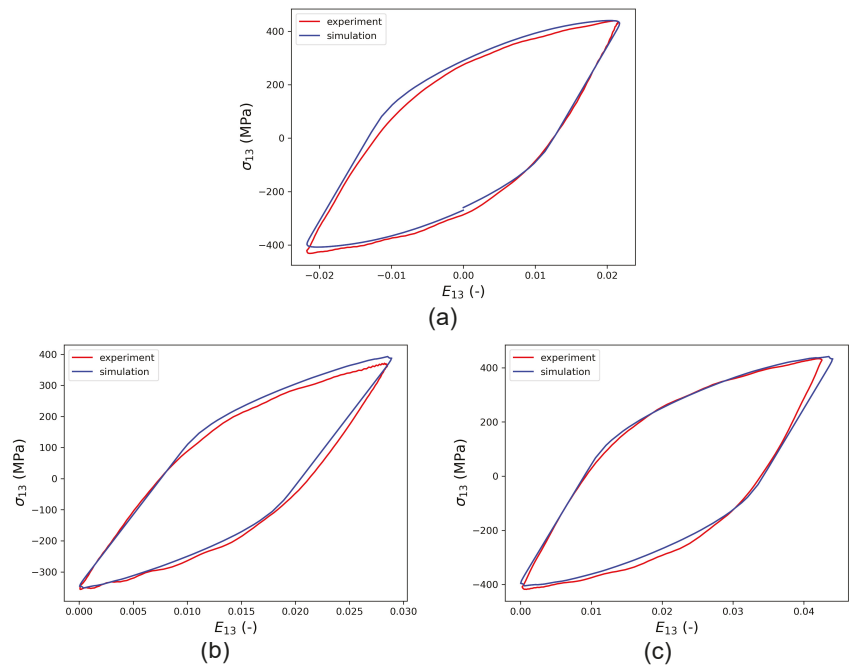 experiment
simulation
400
200
0
−200
−400
σ13 (MPa)
−0.02 −0.01 0.00 0.01 0.02
E13 (-)
(a)
experiment
simulation
400
300
200
100
0
−100
−200
−300
σ13 (MPa)
0.000 0.005 0.010 0.015 0.020 0.025 0.030
E13 (-)
(b)
experiment
simulation
400
200
0
−200
−400
σ13 (MPa)
0.00 0.01 0.02 0.03 0.04
E13 (-)
(c)